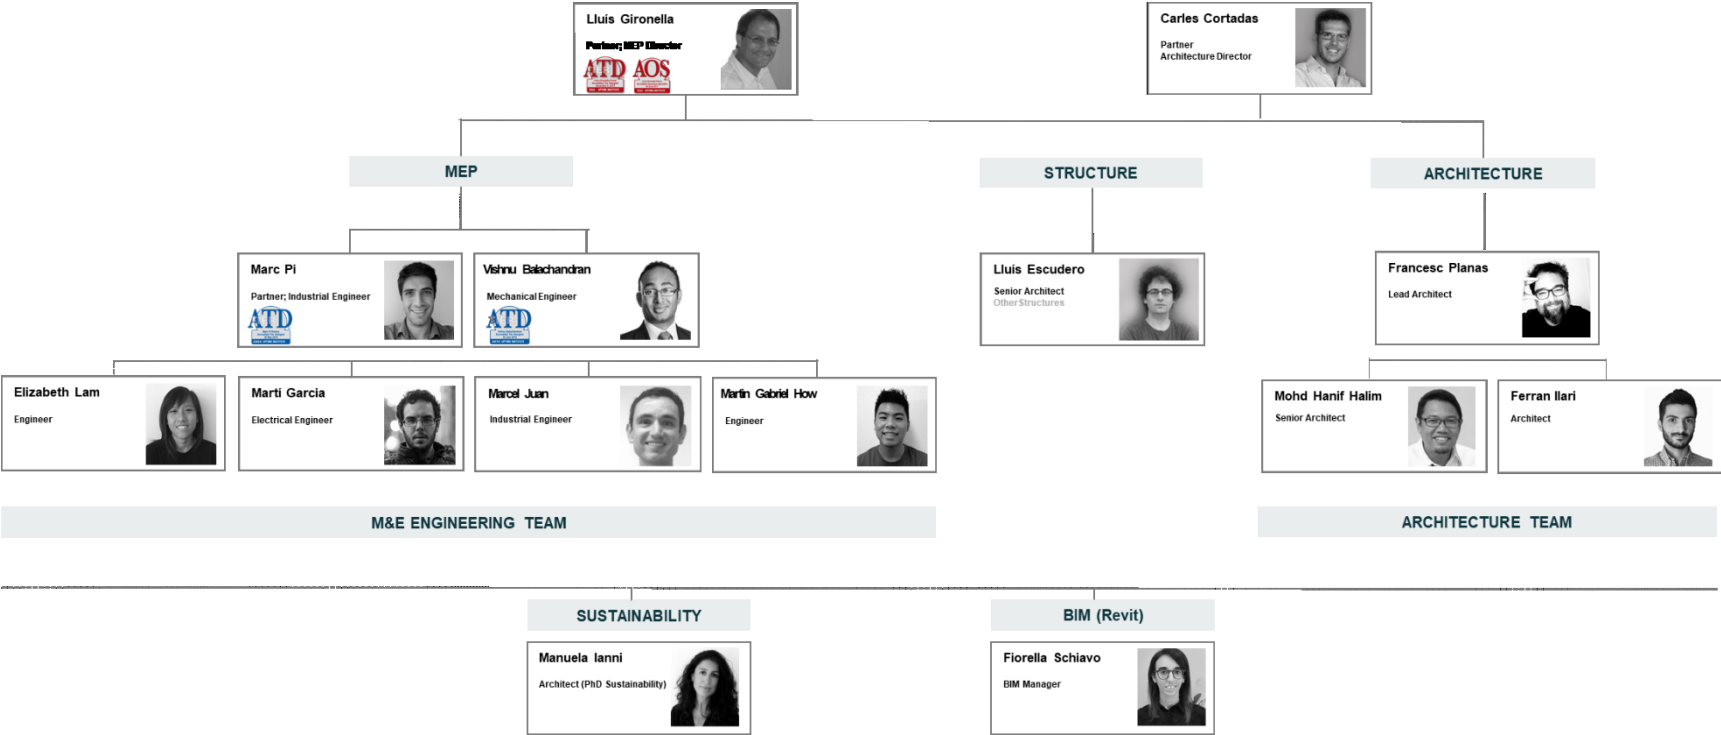 Lluís Gironella
Partner; MEP Director
ATD AOS
Carles Cortadas
Partner
Architecture Director
MEP
STRUCTURE
ARCHITECTURE
Marc Pi
Partner; Industrial Engineer
ATD
Vishnu Balachandran
Mechanical Engineer
ATD
Lluis Escudero
Senior Architect
Other Structures
Francesc Planas
Lead Architect
Elizabeth Lam
Engineer
Martí Garcia
Electrical Engineer
Marcel Juan
Industrial Engineer
Martin Gabriel How
Engineer
Mohd Hanif Halim
Senior Architect
Ferran Ilari
Architect
M&E ENGINEERING TEAM
ARCHITECTURE TEAM
SUSTAINABILITY
BIM (Revit)
Manuela Ianni
Architect (PhD Sustainability)
Fiorella Schiavo
BIM Manager